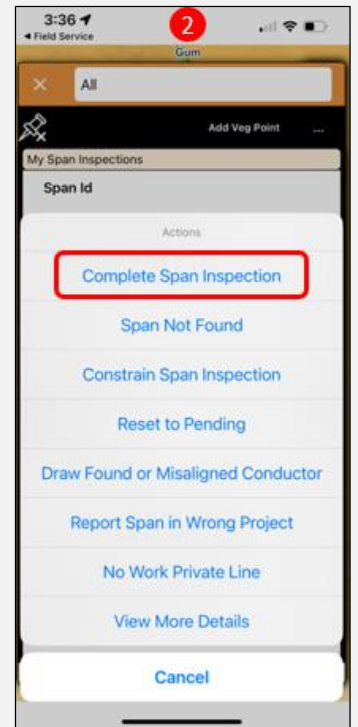 3:36
2
◀ Field Service
Gum
All
Add Veg Point ...
My Span Inspections
Span Id
Actions
Complete Span Inspection
Span Not Found
Constrain Span Inspection
Reset to Pending
Draw Found or Misaligned Conductor
Report Span in Wrong Project
No Work Private Line
View More Details
Cancel